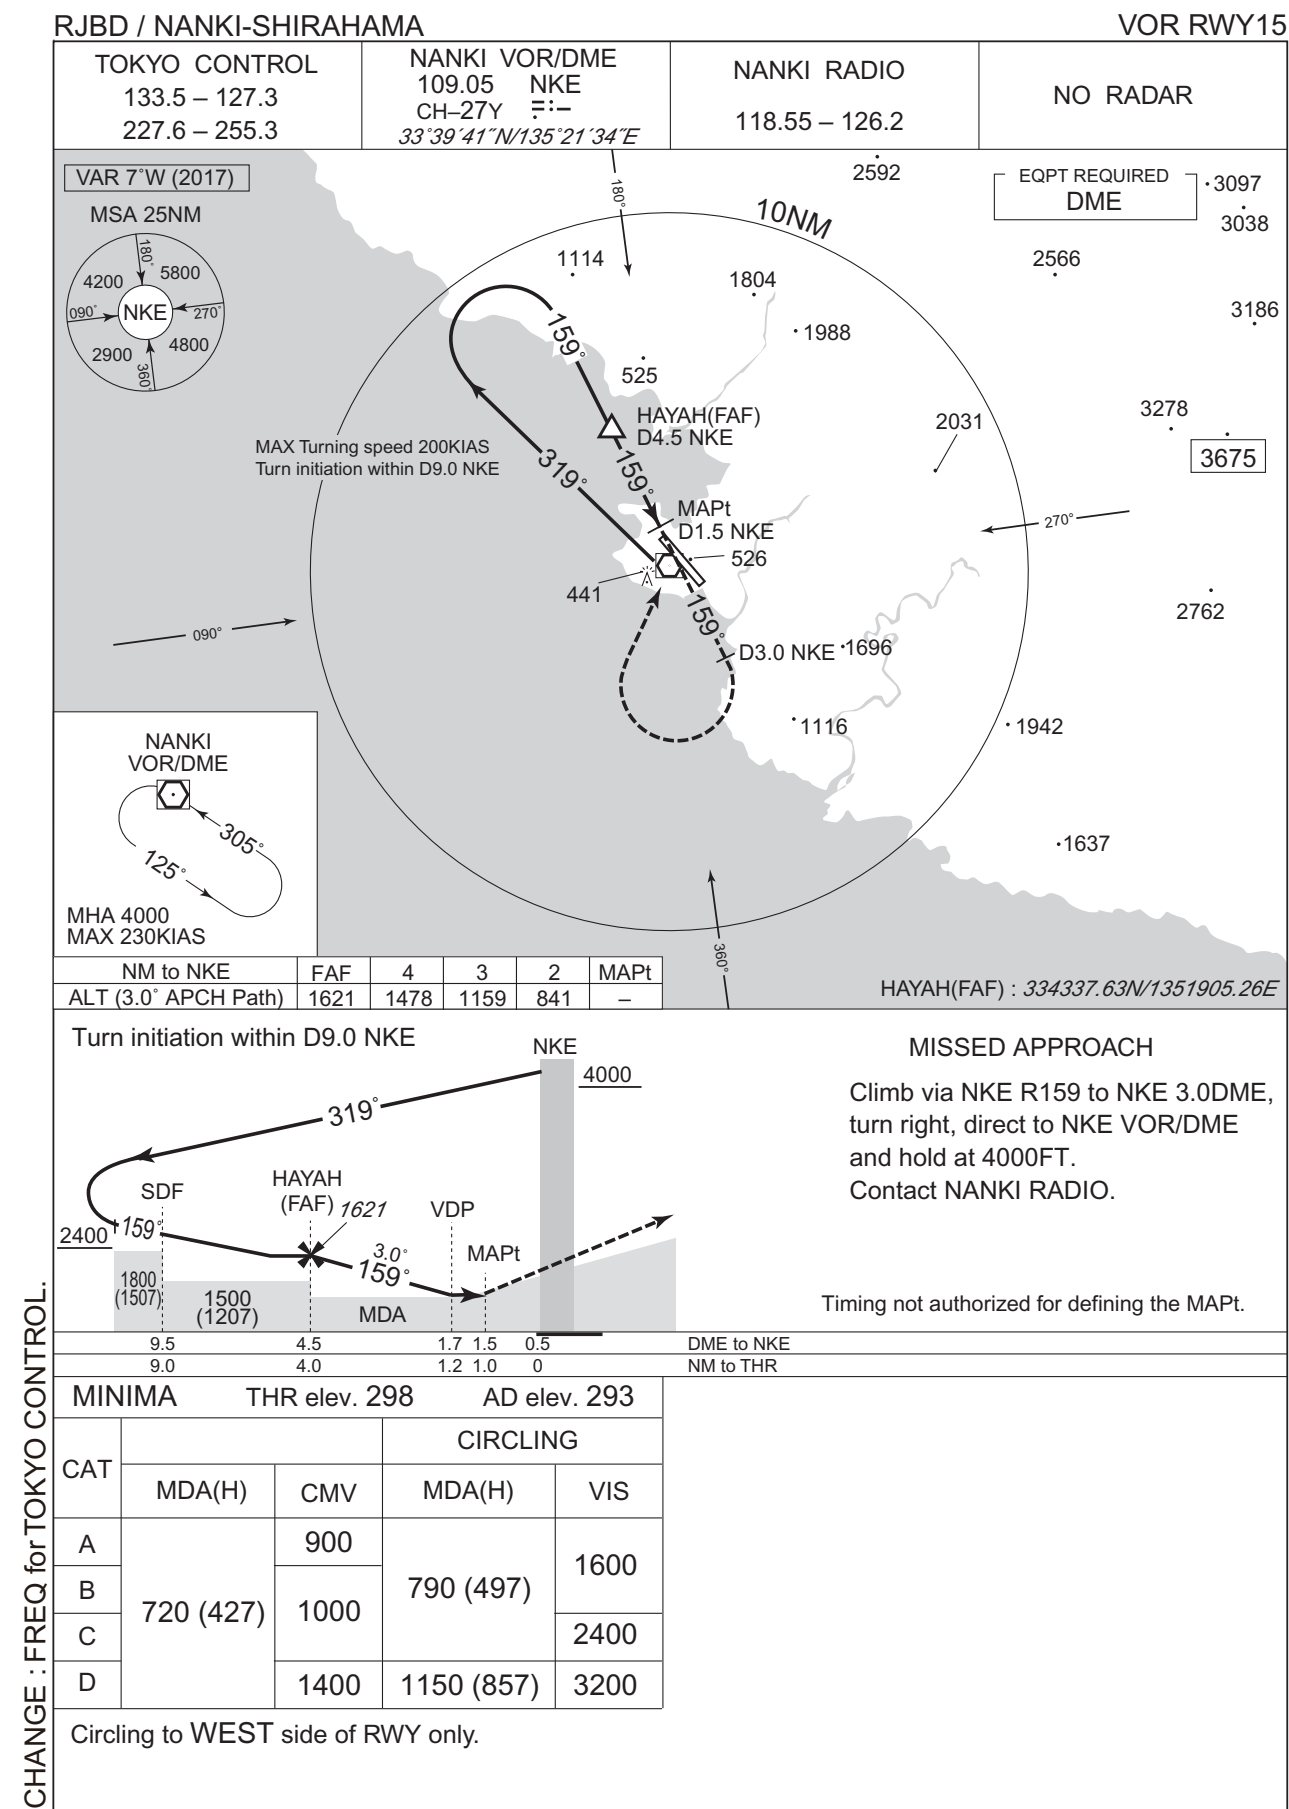 RJBD / NANKI-SHIRAHAMA
VOR RWY15
TOKYO CONTROL
133.5 – 127.3
227.6 – 255.3
NANKI VOR/DME
109.05 NKE
CH–27Y
33°39´41˝N/135°21´34˝E
NANKI RADIO
118.55 – 126.2
NO RADAR
VAR 7°W (2017)
MSA 25NM
180°
4200
5800
090°
NKE
270°
2900
4800
360°
180°
10NM
2592
EQPT REQUIRED
DME
3097
3038
1114
1804
2566
3186
1988
159°
525
HAYAH(FAF)
D4.5 NKE
2031
3278
3675
MAX Turning speed 200KIAS
Turn initiation within D9.0 NKE
319°
159°
MAPt
D1.5 NKE
270°
526
441
159°
2762
090°
D3.0 NKE
1696
1116
1942
1637
NANKI
VOR/DME
305°
125°
MHA 4000
MAX 230KIAS
360°
HAYAH(FAF) : 334337.63N/1351905.26E
NM to NKE FAF 4 3 2 MAPt
ALT (3.0° APCH Path) 1621 1478 1159 841 –
Turn initiation within D9.0 NKE
NKE
4000
319°
SDF
HAYAH
(FAF) 1621
VDP
2400
159°
3.0°
159°
MAPt
1800
(1507)
1500
(1207)
MDA
9.5 4.5 1.7 1.5 0.5 DME to NKE
9.0 4.0 1.2 1.0 0 NM to THR
MISSED APPROACH
Climb via NKE R159 to NKE 3.0DME,
turn right, direct to NKE VOR/DME
and hold at 4000FT.
Contact NANKI RADIO.
Timing not authorized for defining the MAPt.
MINIMA THR elev. 298 AD elev. 293
CIRCLING
CAT MDA(H) CMV MDA(H) VIS
A 900
B 1000
C
D 1400
720 (427)
790 (497)
1600
2400
1150 (857) 3200
Circling to WEST side of RWY only.
CHANGE : FREQ for TOKYO CONTROL.